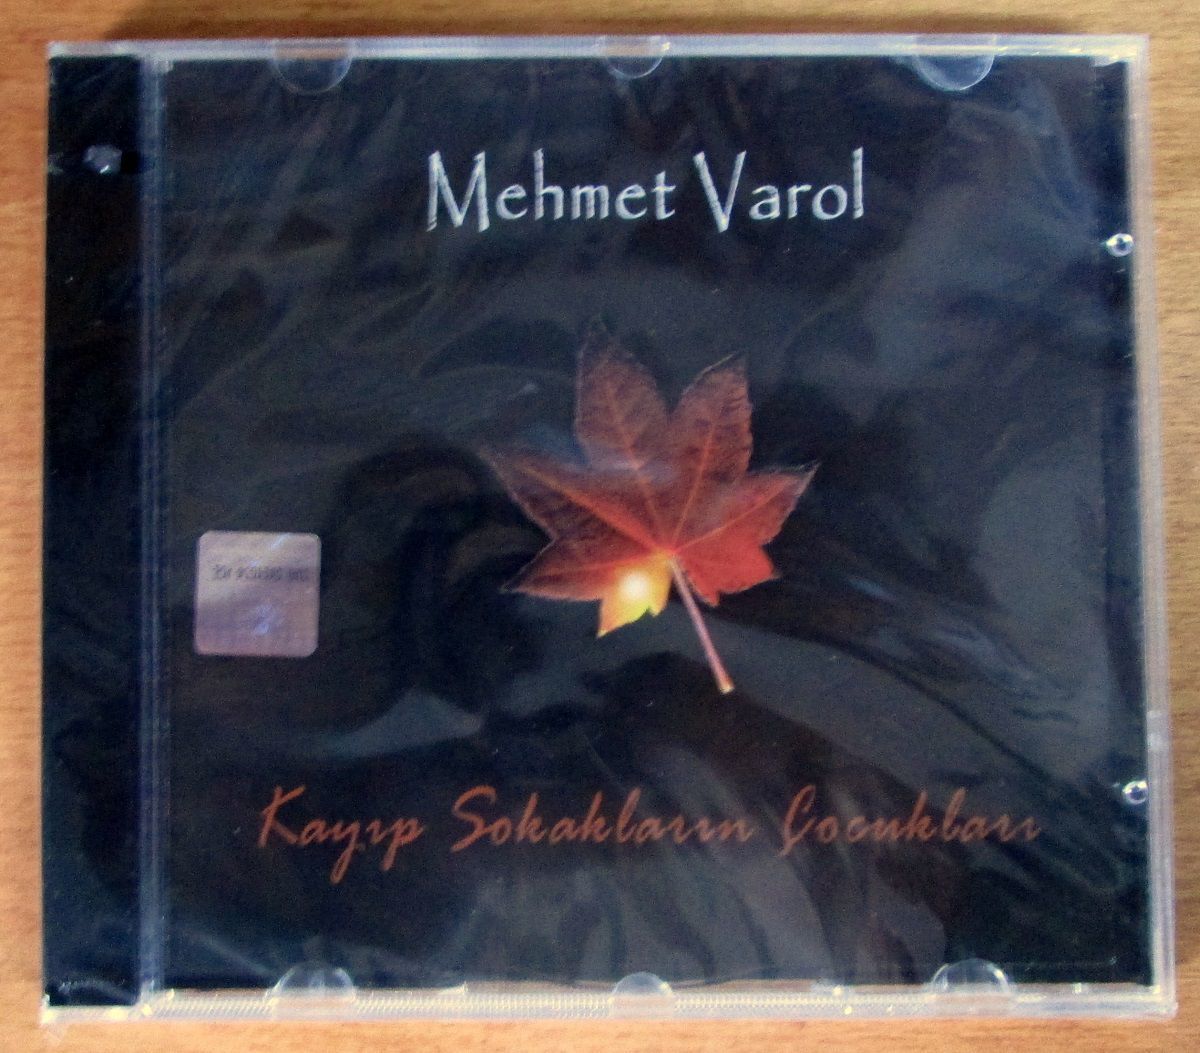 Mehmet Varol
Kayıp Sokakların Çocukları